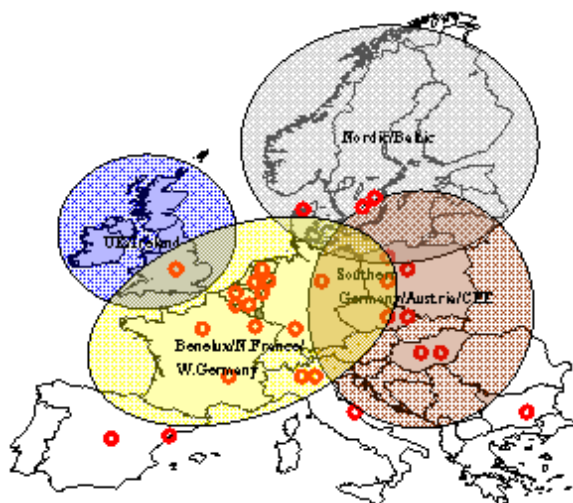 Nordic/Baltic
UK/Ireland
Southern
Germany/Austria/CEE
Benelux/N.France/
W.Germany